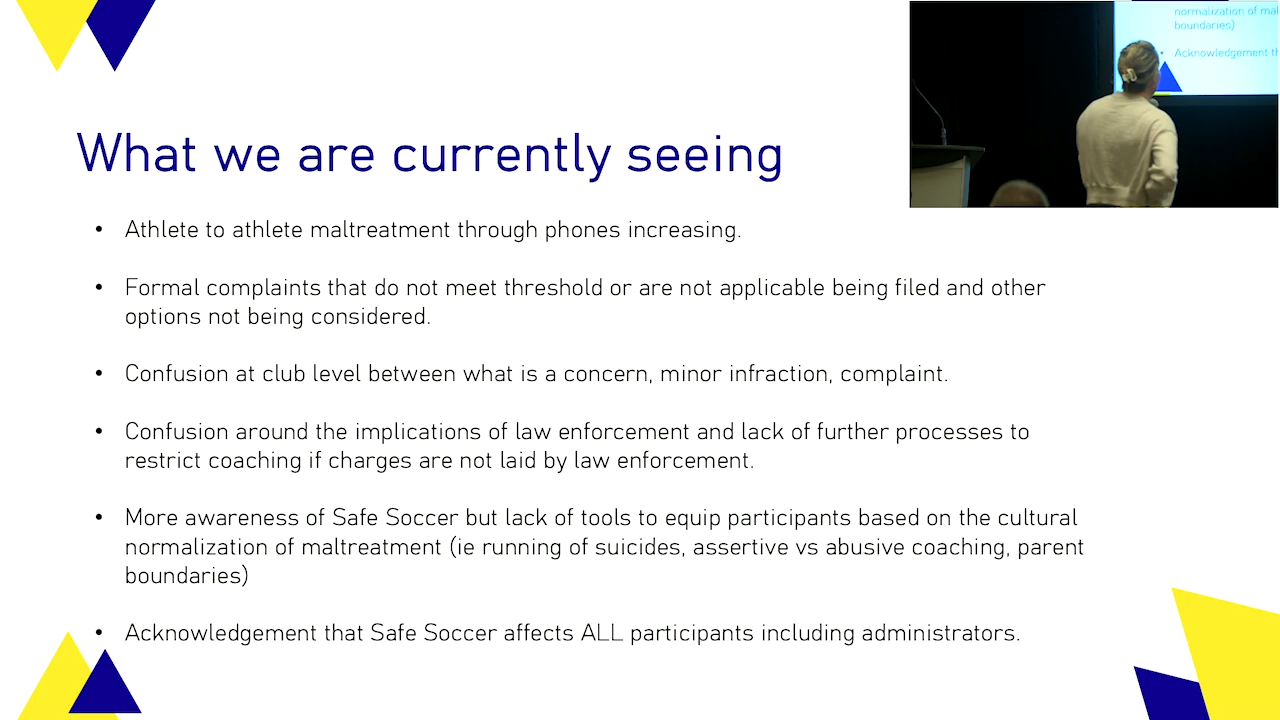 normalization of mal
boundaries)
• Acknowledgement th
What we are currently seeing
• Athlete to athlete maltreatment through phones increasing.
• Formal complaints that do not meet threshold or are not applicable being filed and other
options not being considered.
• Confusion at club level between what is a concern, minor infraction, complaint.
• Confusion around the implications of law enforcement and lack of further processes to
restrict coaching if charges are not laid by law enforcement.
• More awareness of Safe Soccer but lack of tools to equip participants based on the cultural
normalization of maltreatment (ie running of suicides, assertive vs abusive coaching, parent
boundaries)
• Acknowledgement that Safe Soccer affects ALL participants including administrators.